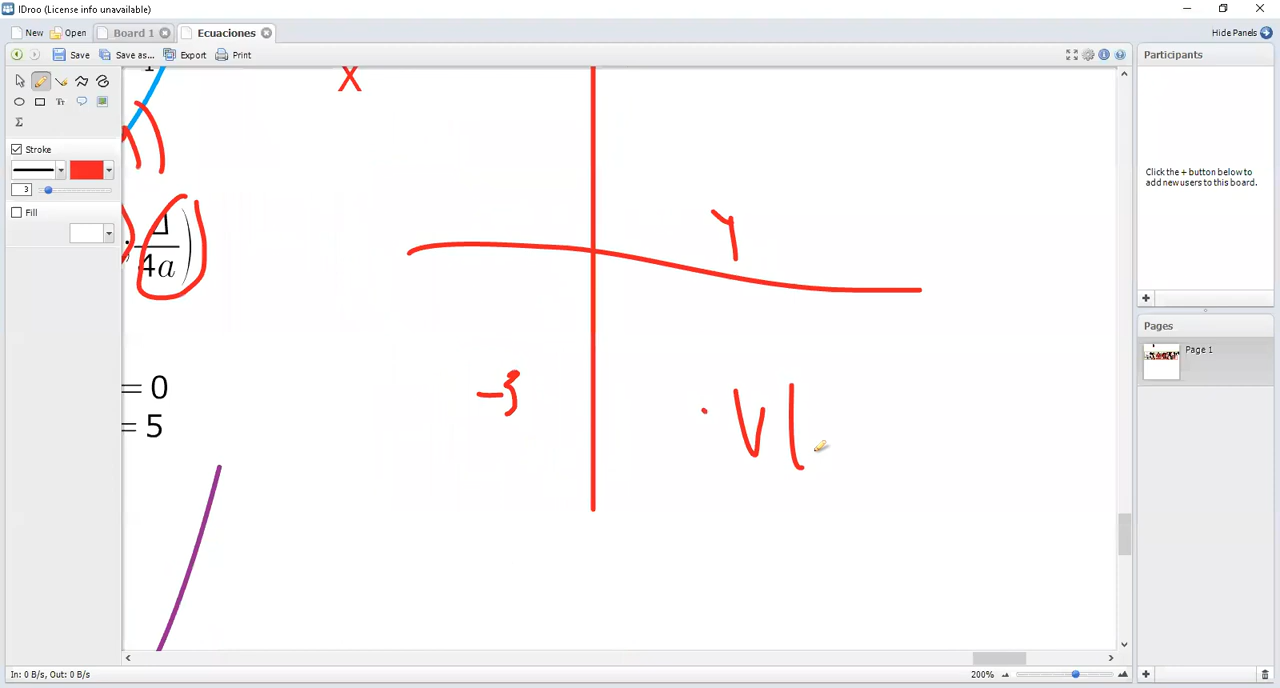 IDroo (License info unavailable)
New Open Board 1 Ecuaciones Hide Panels
Save Save as... Export Print
Participants
Click the + button below to
add new users to this board.
Stroke
3
Fill
Tt
Σ
X
Y
4a )
= 0
= 5
-3
V(
Pages
Page 1
In: 0 B/s, Out: 0 B/s
200%